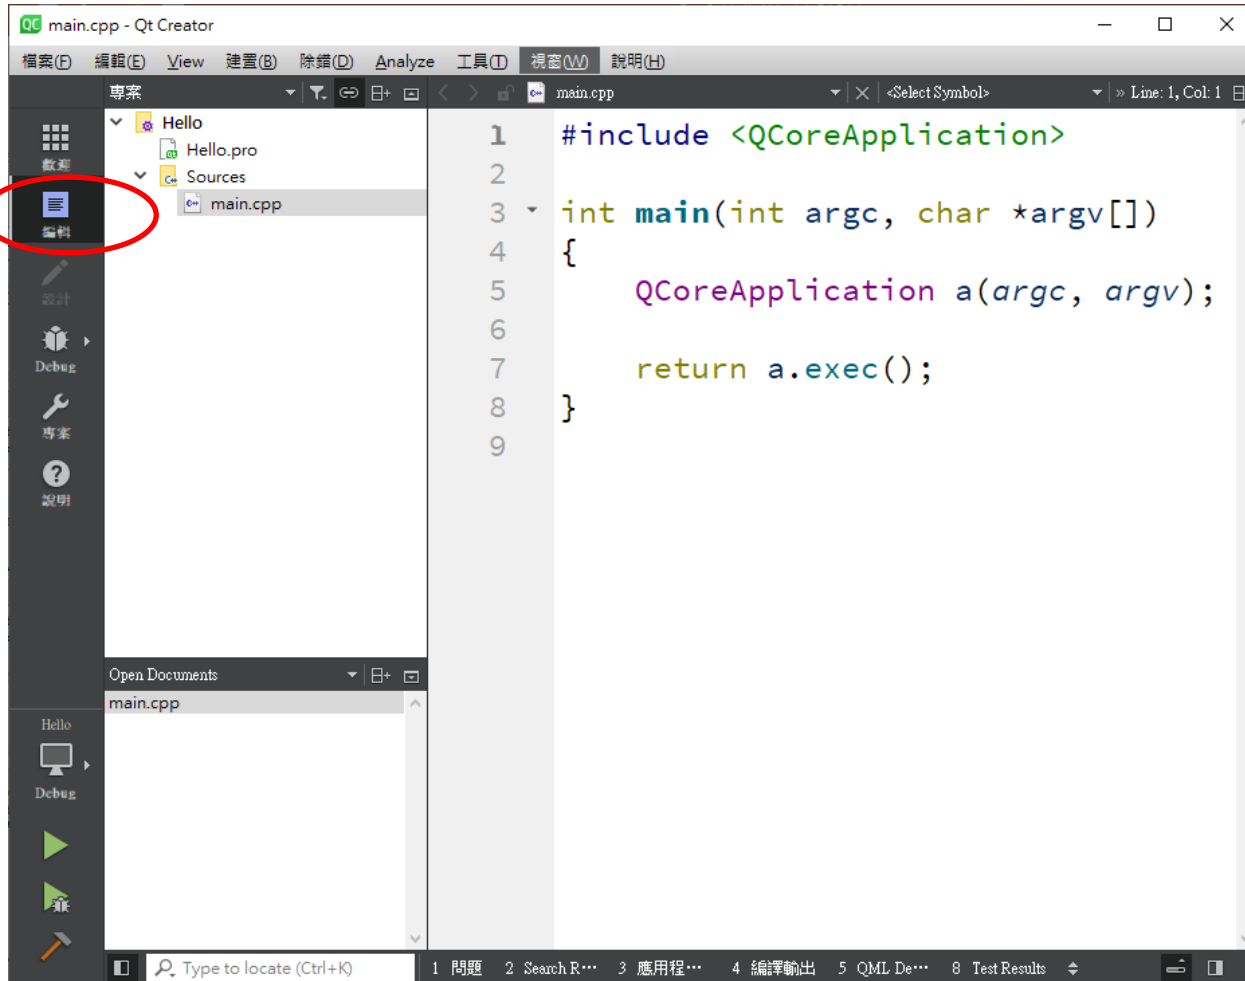 QC main.cpp - Qt Creator
檔案(F) 編輯(E) View 建置(B) 除錯(D) Analyze 工具(T) 視窗(W) 說明(H)
專案
main.cpp <Select Symbol> » Line: 1, Col: 1
歡迎
編輯
設計
Debug
專案
說明
Hello
Hello.pro
Sources
main.cpp
1 #include <QCoreApplication>
2
3 int main(int argc, char *argv[])
4 {
5 QCoreApplication a(argc, argv);
6
7 return a.exec();
8 }
9
Open Documents
main.cpp
Hello
Debug
Type to locate (Ctrl+K)
1 問題 2 Search R… 3 應用程… 4 編譯輸出 5 QML De… 8 Test Results